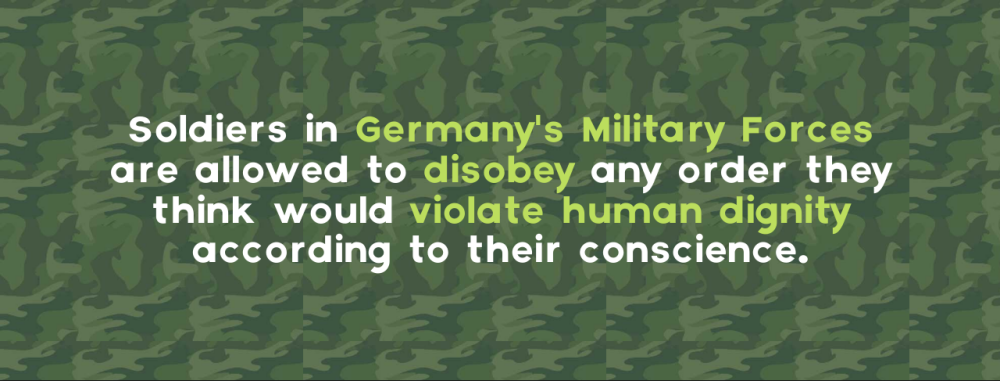 Soldiers in Germany's Military Forces
are allowed to disobey any order they
think would violate human dignity
according to their conscience.